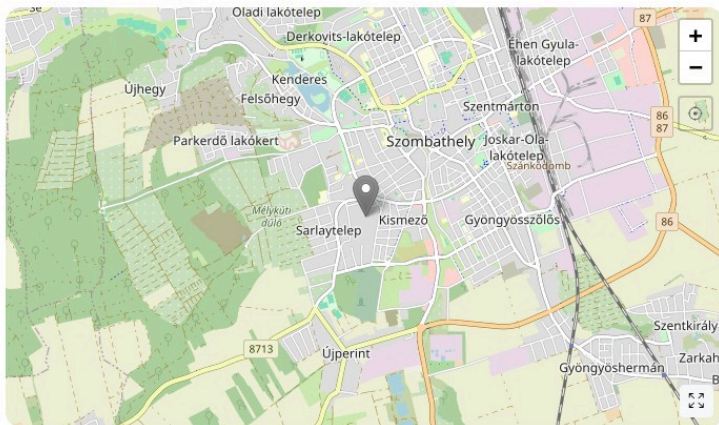 Se
Oladi lakótelep
87
+
Derkovits-lakótelep
Éhen Gyula-
lakótelep
−
Kenderes
Újhegy
Felsőhegy
Szentmárton
86
87
Parkerdő lakókert
Szombathely
Joskar-Ola-
lakótelep
Szánkódomb
Mélykúti
dűlő
Kismező
Gyöngyösszőlős
86
Sarlaytelep
Szentkirály
8713
Újperint
Zarkah
Gyöngyöshermán